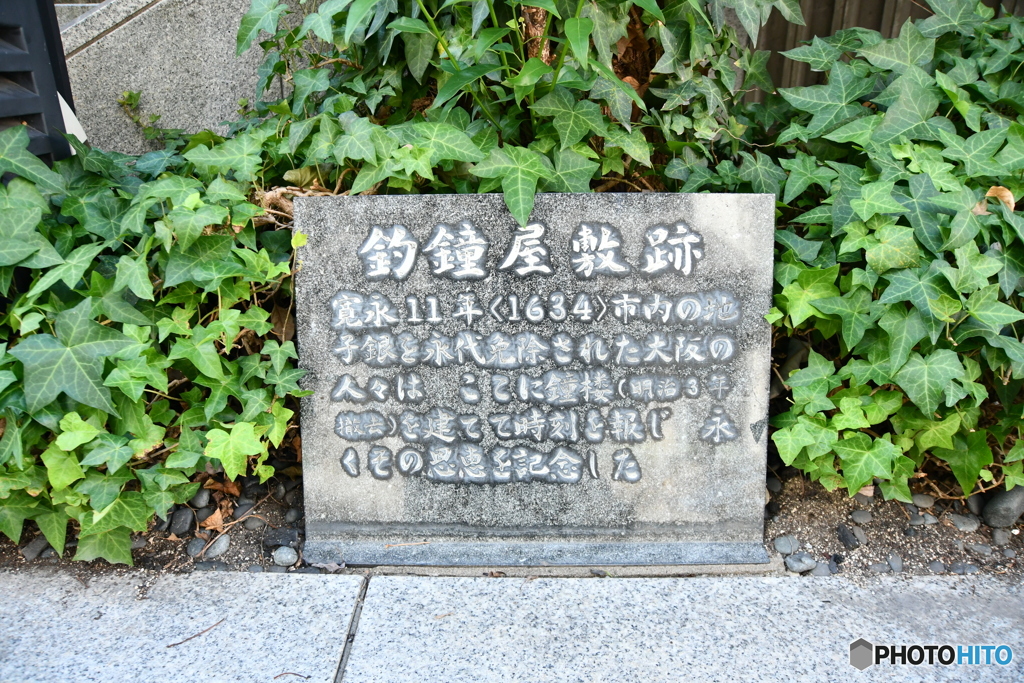 釣鐘屋敷跡
寛永11年〈1634〉市内の地
子銀を永代免除された大阪の
人々は ここに鐘楼(明治3年
撤去)を建てて時刻を報じ 永
くその恩恵を記念した
PHOTOHITO